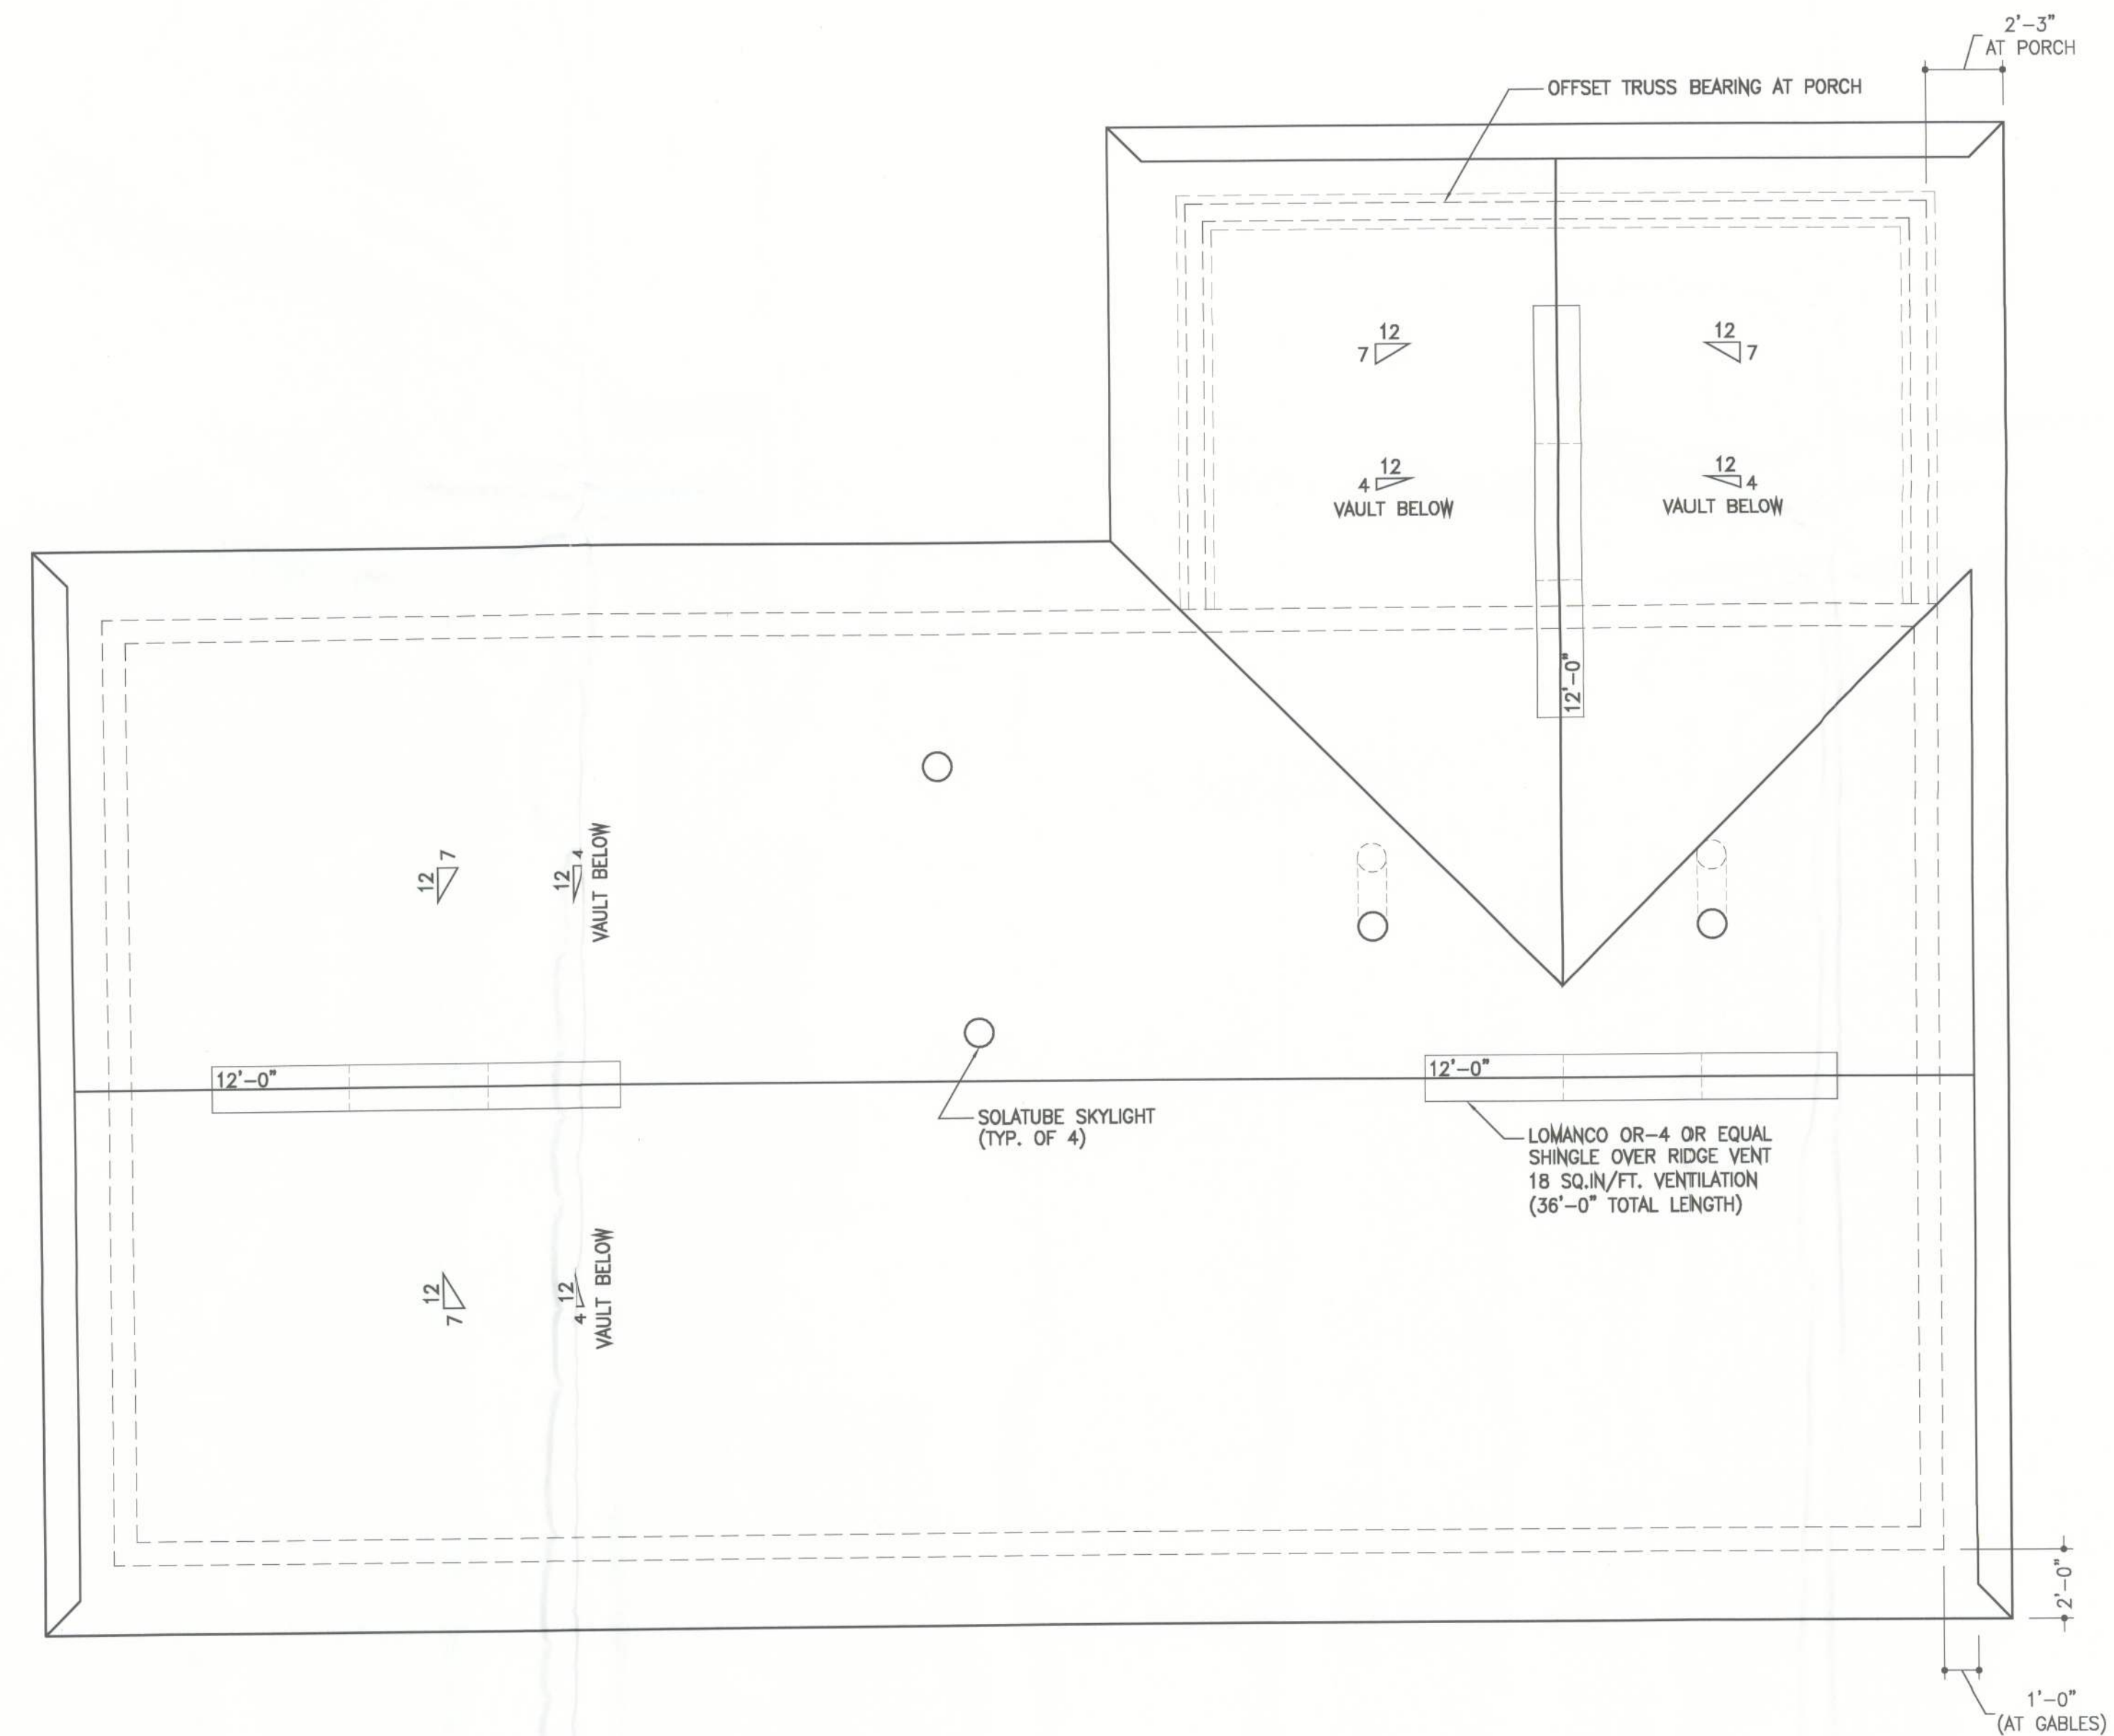 2'-3"
AT PORCH
OFFSET TRUSS BEARING AT PORCH
12
7
12
7
12
4
VAULT BELOW
12
4
VAULT BELOW
12'-0"
12
7
12
4
VAULT BELOW
12'-0"
12'-0"
SOLATUBE SKYLIGHT
(TYP. OF 4)
LOMANCO OR-4 OR EQUAL
SHINGLE OVER RIDGE VENT
18 SQ.IN/FT. VENTILATION
(36'-0" TOTAL LENGTH)
12
7
12
4
VAULT BELOW
2'-0"
1'-0"
(AT GABLES)